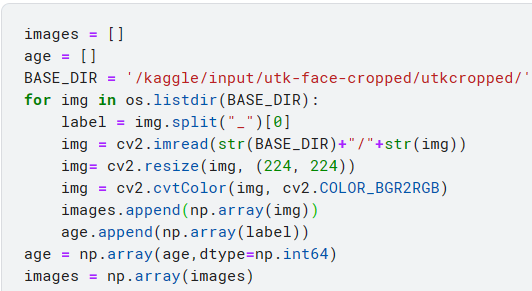 images = []
age = []
BASE_DIR = '/kaggle/input/utk-face-cropped/utkcropped/'
for img in os.listdir(BASE_DIR):
    label = img.split("_")[0]
    img = cv2.imread(str(BASE_DIR)+"/"+str(img))
    img= cv2.resize(img, (224, 224))
    img = cv2.cvtColor(img, cv2.COLOR_BGR2RGB)
    images.append(np.array(img))
    age.append(np.array(label))
age = np.array(age,dtype=np.int64)
images = np.array(images)